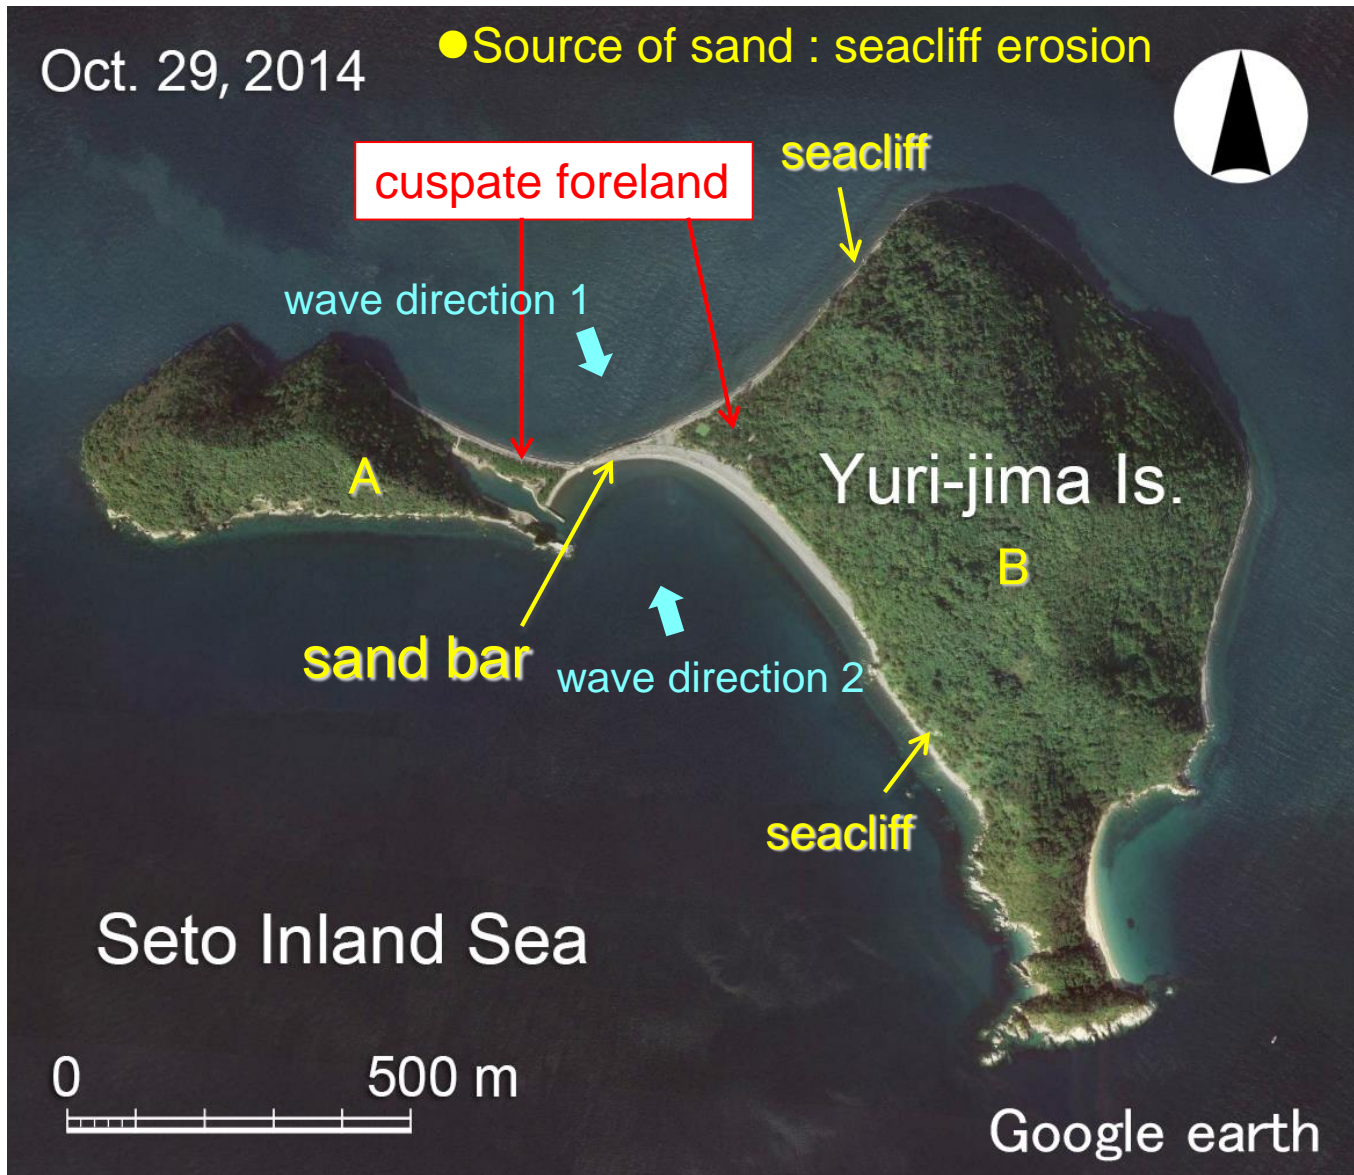 Oct. 29, 2014
●Source of sand : seacliff erosion
seacliff
cuspate foreland
wave direction 1
A
Yuri-jima Is.
B
sand bar
wave direction 2
seacliff
Seto Inland Sea
0 500 m
Google earth